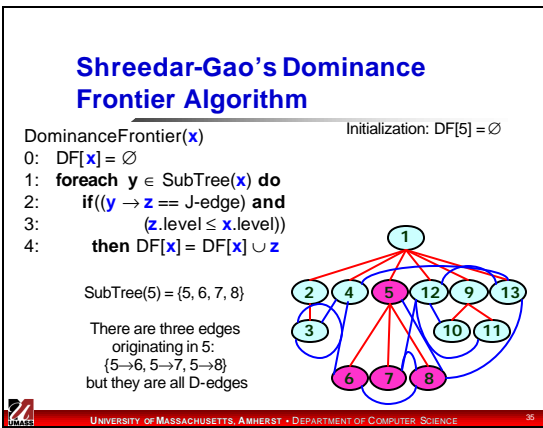 Shreedar-Gao's Dominance
Frontier Algorithm
Initialization: DF[5] = ∅
DominanceFrontier(x)
0: DF[x] = ∅
1: foreach y ∈ SubTree(x) do
2: if((y → z == J-edge) and
3: (z.level ≤ x.level))
4: then DF[x] = DF[x] ∪ z
SubTree(5) = {5, 6, 7, 8}
There are three edges
originating in 5:
{5→6, 5→7, 5→8}
but they are all D-edges
1
2 4 5 12 9 13
3 10 11
6 7 8
UMASS
UNIVERSITY OF MASSACHUSETTS, AMHERST • DEPARTMENT OF COMPUTER SCIENCE
35